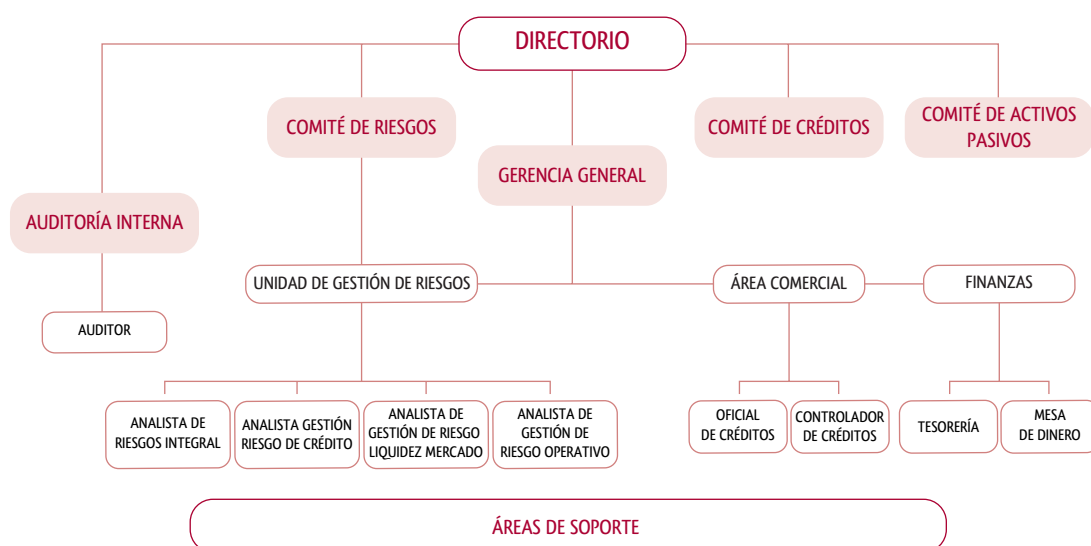 DIRECTORIO
COMITÉ DE RIESGOS
COMITÉ DE CRÉDITOS
COMITÉ DE ACTIVOS
PASIVOS
GERENCIA GENERAL
AUDITORÍA INTERNA
UNIDAD DE GESTIÓN DE RIESGOS
ÁREA COMERCIAL
FINANZAS
AUDITOR
ANALISTA DE
RIESGOS INTEGRAL
ANALISTA GESTIÓN
RIESGO DE CRÉDITO
ANALISTA DE
GESTIÓN DE RIESGO
LIQUIDEZ MERCADO
ANALISTA DE
GESTIÓN DE
RIESGO OPERATIVO
OFICIAL
DE CRÉDITOS
CONTROLADOR
DE CRÉDITOS
TESORERÍA
MESA
DE DINERO
ÁREAS DE SOPORTE